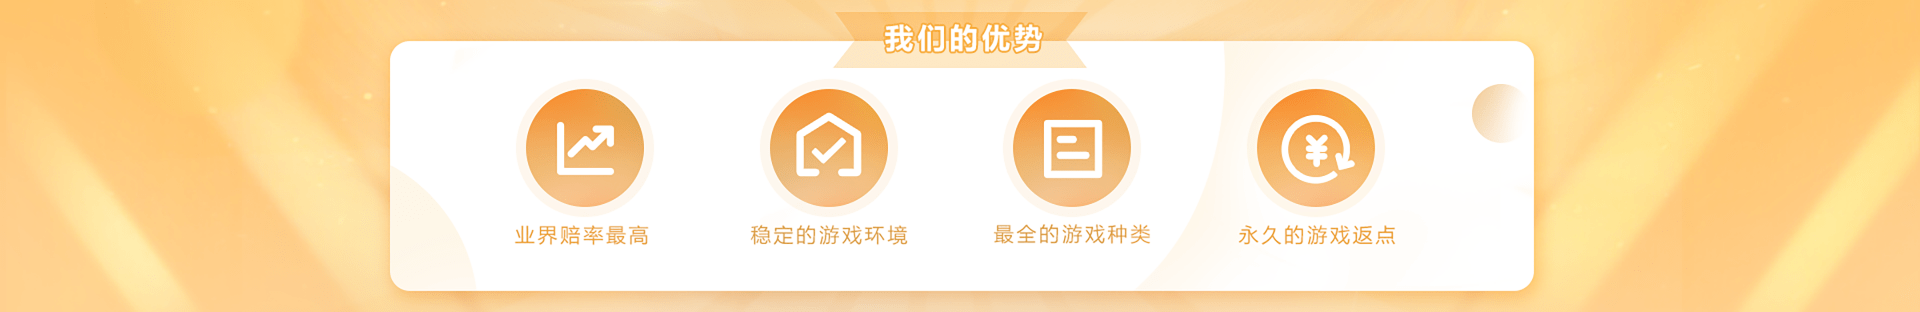 我们的优势
业界赔率最高
稳定的游戏环境
最全的游戏种类
永久的游戏返点